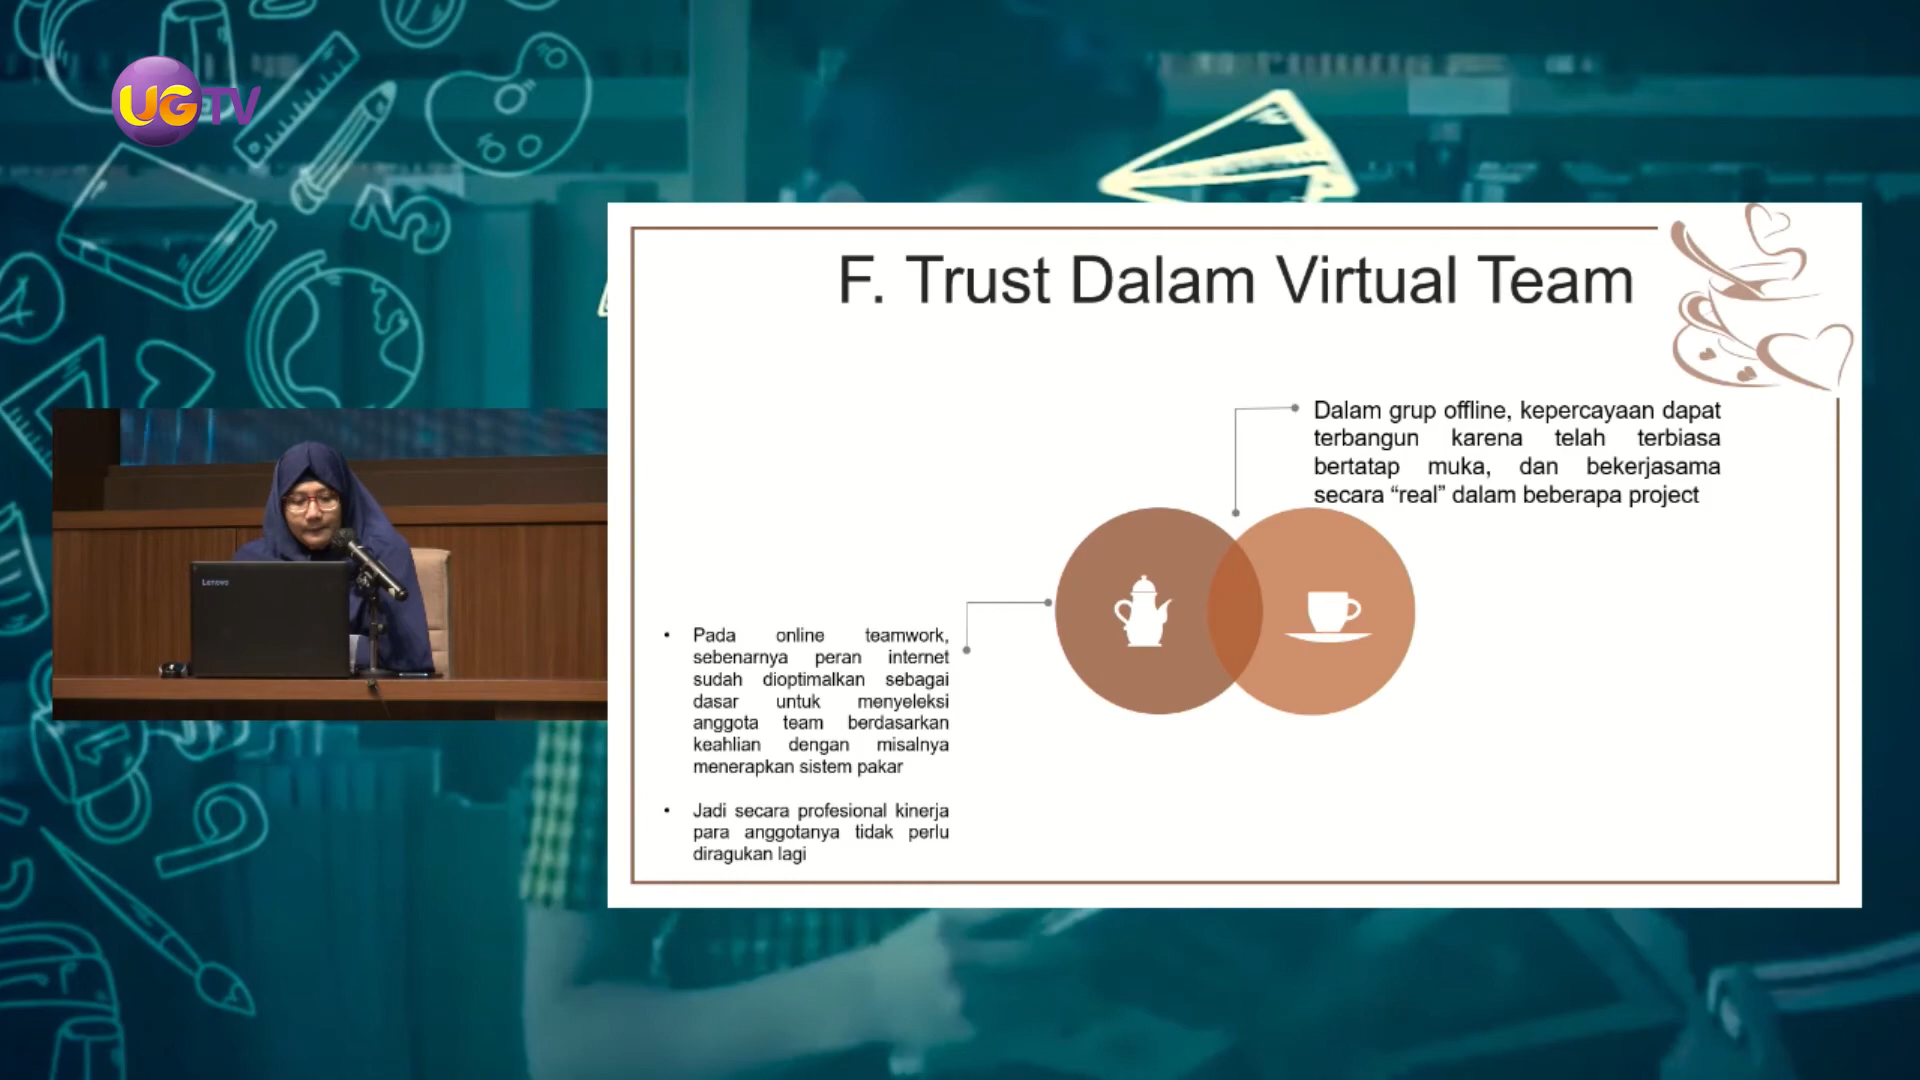 UGTV
F. Trust Dalam Virtual Team
Dalam grup offline, kepercayaan dapat
terbangun karena telah terbiasa
bertatap muka, dan bekerjasama
secara “real” dalam beberapa project
• Pada online teamwork,
sebenarnya peran internet
sudah dioptimalkan sebagai
dasar untuk menyeleksi
anggota team berdasarkan
keahlian dengan misalnya
menerapkan sistem pakar
• Jadi secara profesional kinerja
para anggotanya tidak perlu
diragukan lagi
Lenovo